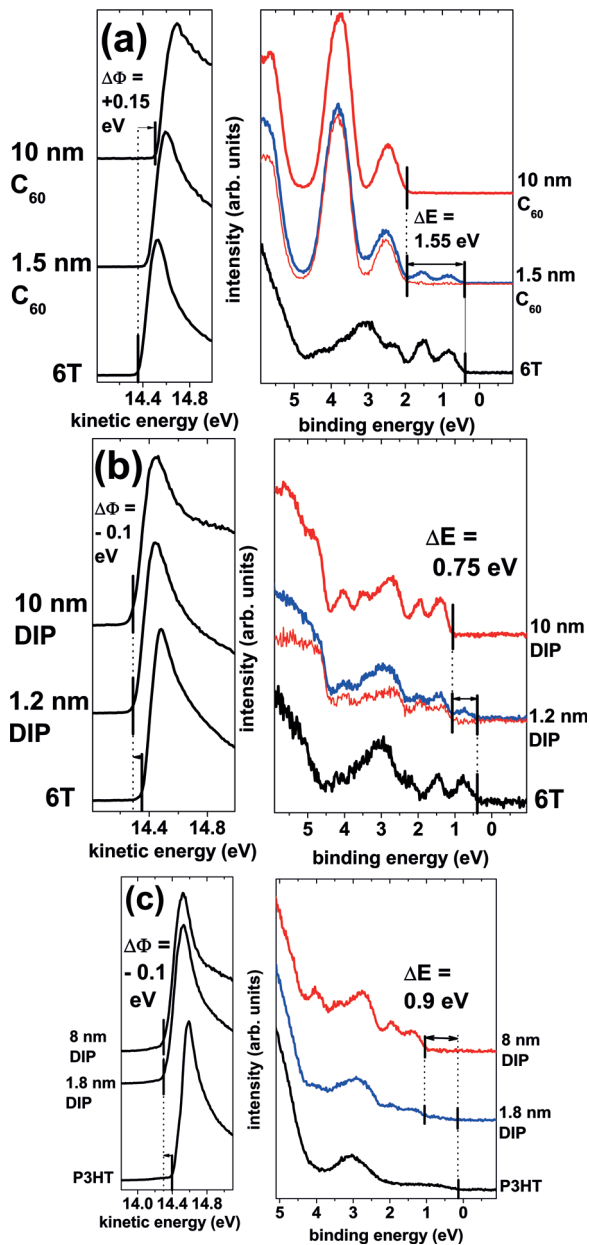 (a)
ΔΦ =
+0.15
eV
10 nm
C60
1.5 nm
C60
6T
14.4 14.8
kinetic energy (eV)
intensity (arb. units)
10 nm
C60
ΔE =
1.55 eV
1.5 nm
C60
6T
5 4 3 2 1 0
binding energy (eV)
(b)
ΔΦ =
- 0.1
eV
10 nm
DIP
1.2 nm
DIP
6T
14.4 14.8
kinetic energy (eV)
intensity (arb. units)
ΔE =
0.75 eV
10 nm
DIP
1.2 nm
DIP
6T
5 4 3 2 1 0
binding energy (eV)
(c)
ΔΦ =
- 0.1
eV
8 nm
DIP
1.8 nm
DIP
P3HT
14.0 14.4 14.8
kinetic energy (eV)
intensity (arb. units)
ΔE =
0.9 eV
8 nm
DIP
1.8 nm
DIP
P3HT
5 4 3 2 1 0
binding energy (eV)